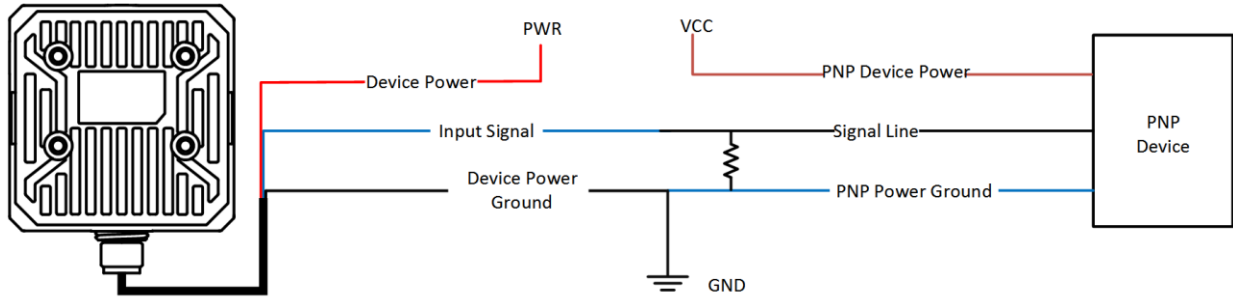 PWR
VCC
Device Power
PNP Device Power
Input Signal
Signal Line
PNP
Device
Device Power
Ground
PNP Power Ground
GND